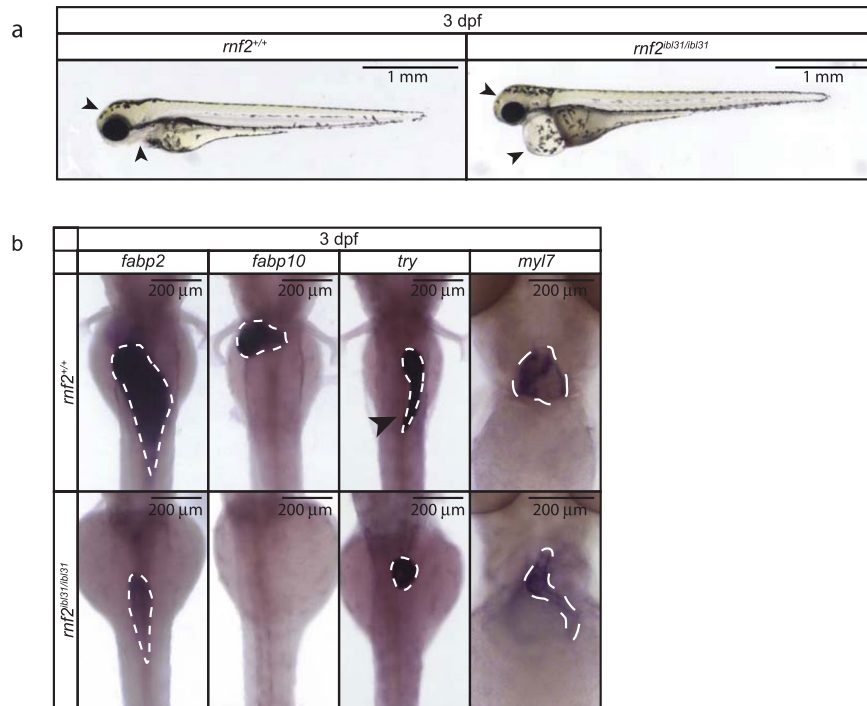 a
3 dpf
rnf2+/+ rnf2ibl31/ibl31
1 mm 1 mm
b
3 dpf
fabp2 fabp10 try myl7
rnf2+/+
200 µm 200 µm 200 µm 200 µm
rnf2ibl31/ibl31
200 µm 200 µm 200 µm 200 µm